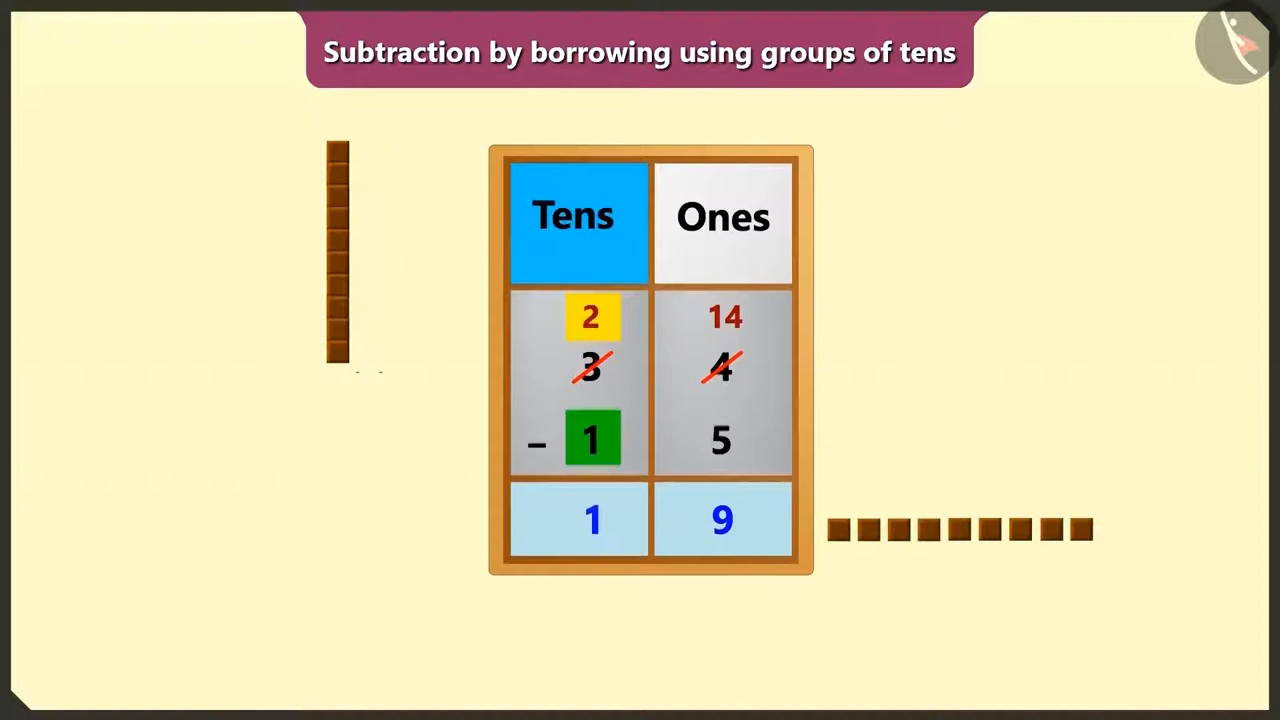 Subtraction by borrowing using groups of tens
Tens Ones
2 14
3 4
– 1 5
1 9